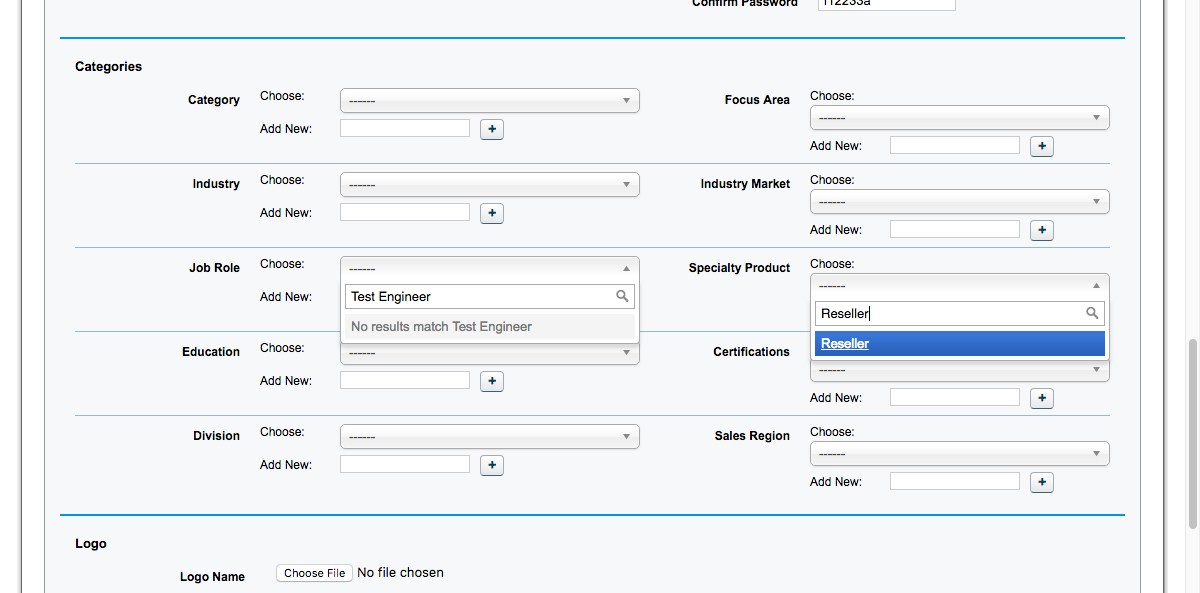 Confirm Password 112233a
Categories
Category Choose: ------
Add New: +
Focus Area Choose:
------
Add New: +
Industry Choose: ------
Add New: +
Industry Market Choose:
------
Add New: +
Job Role Choose: ------
Add New: Test Engineer
No results match Test Engineer
Specialty Product Choose:
------
Reseller
Reseller
Education Choose: ------
Add New: +
Certifications
------
Add New: +
Division Choose: ------
Add New: +
Sales Region Choose:
------
Add New: +
Logo
Logo Name Choose File No file chosen